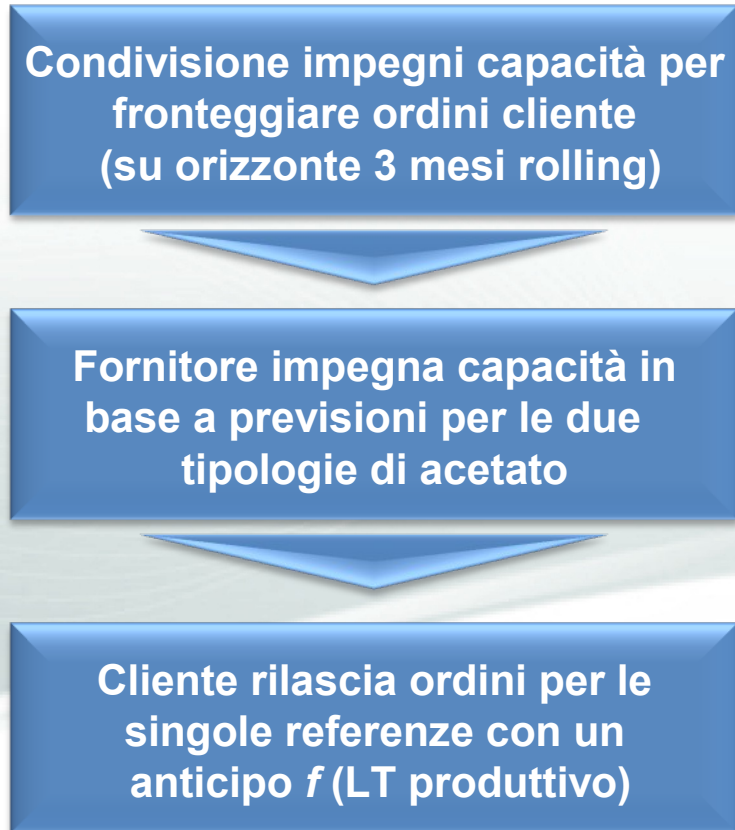 Condivisione impegni capacità per
fronteggiare ordini cliente
(su orizzonte 3 mesi rolling)
Fornitore impegna capacità in
base a previsioni per le due
tipologie di acetato
Cliente rilascia ordini per le
singole referenze con un
anticipo f (LT produttivo)